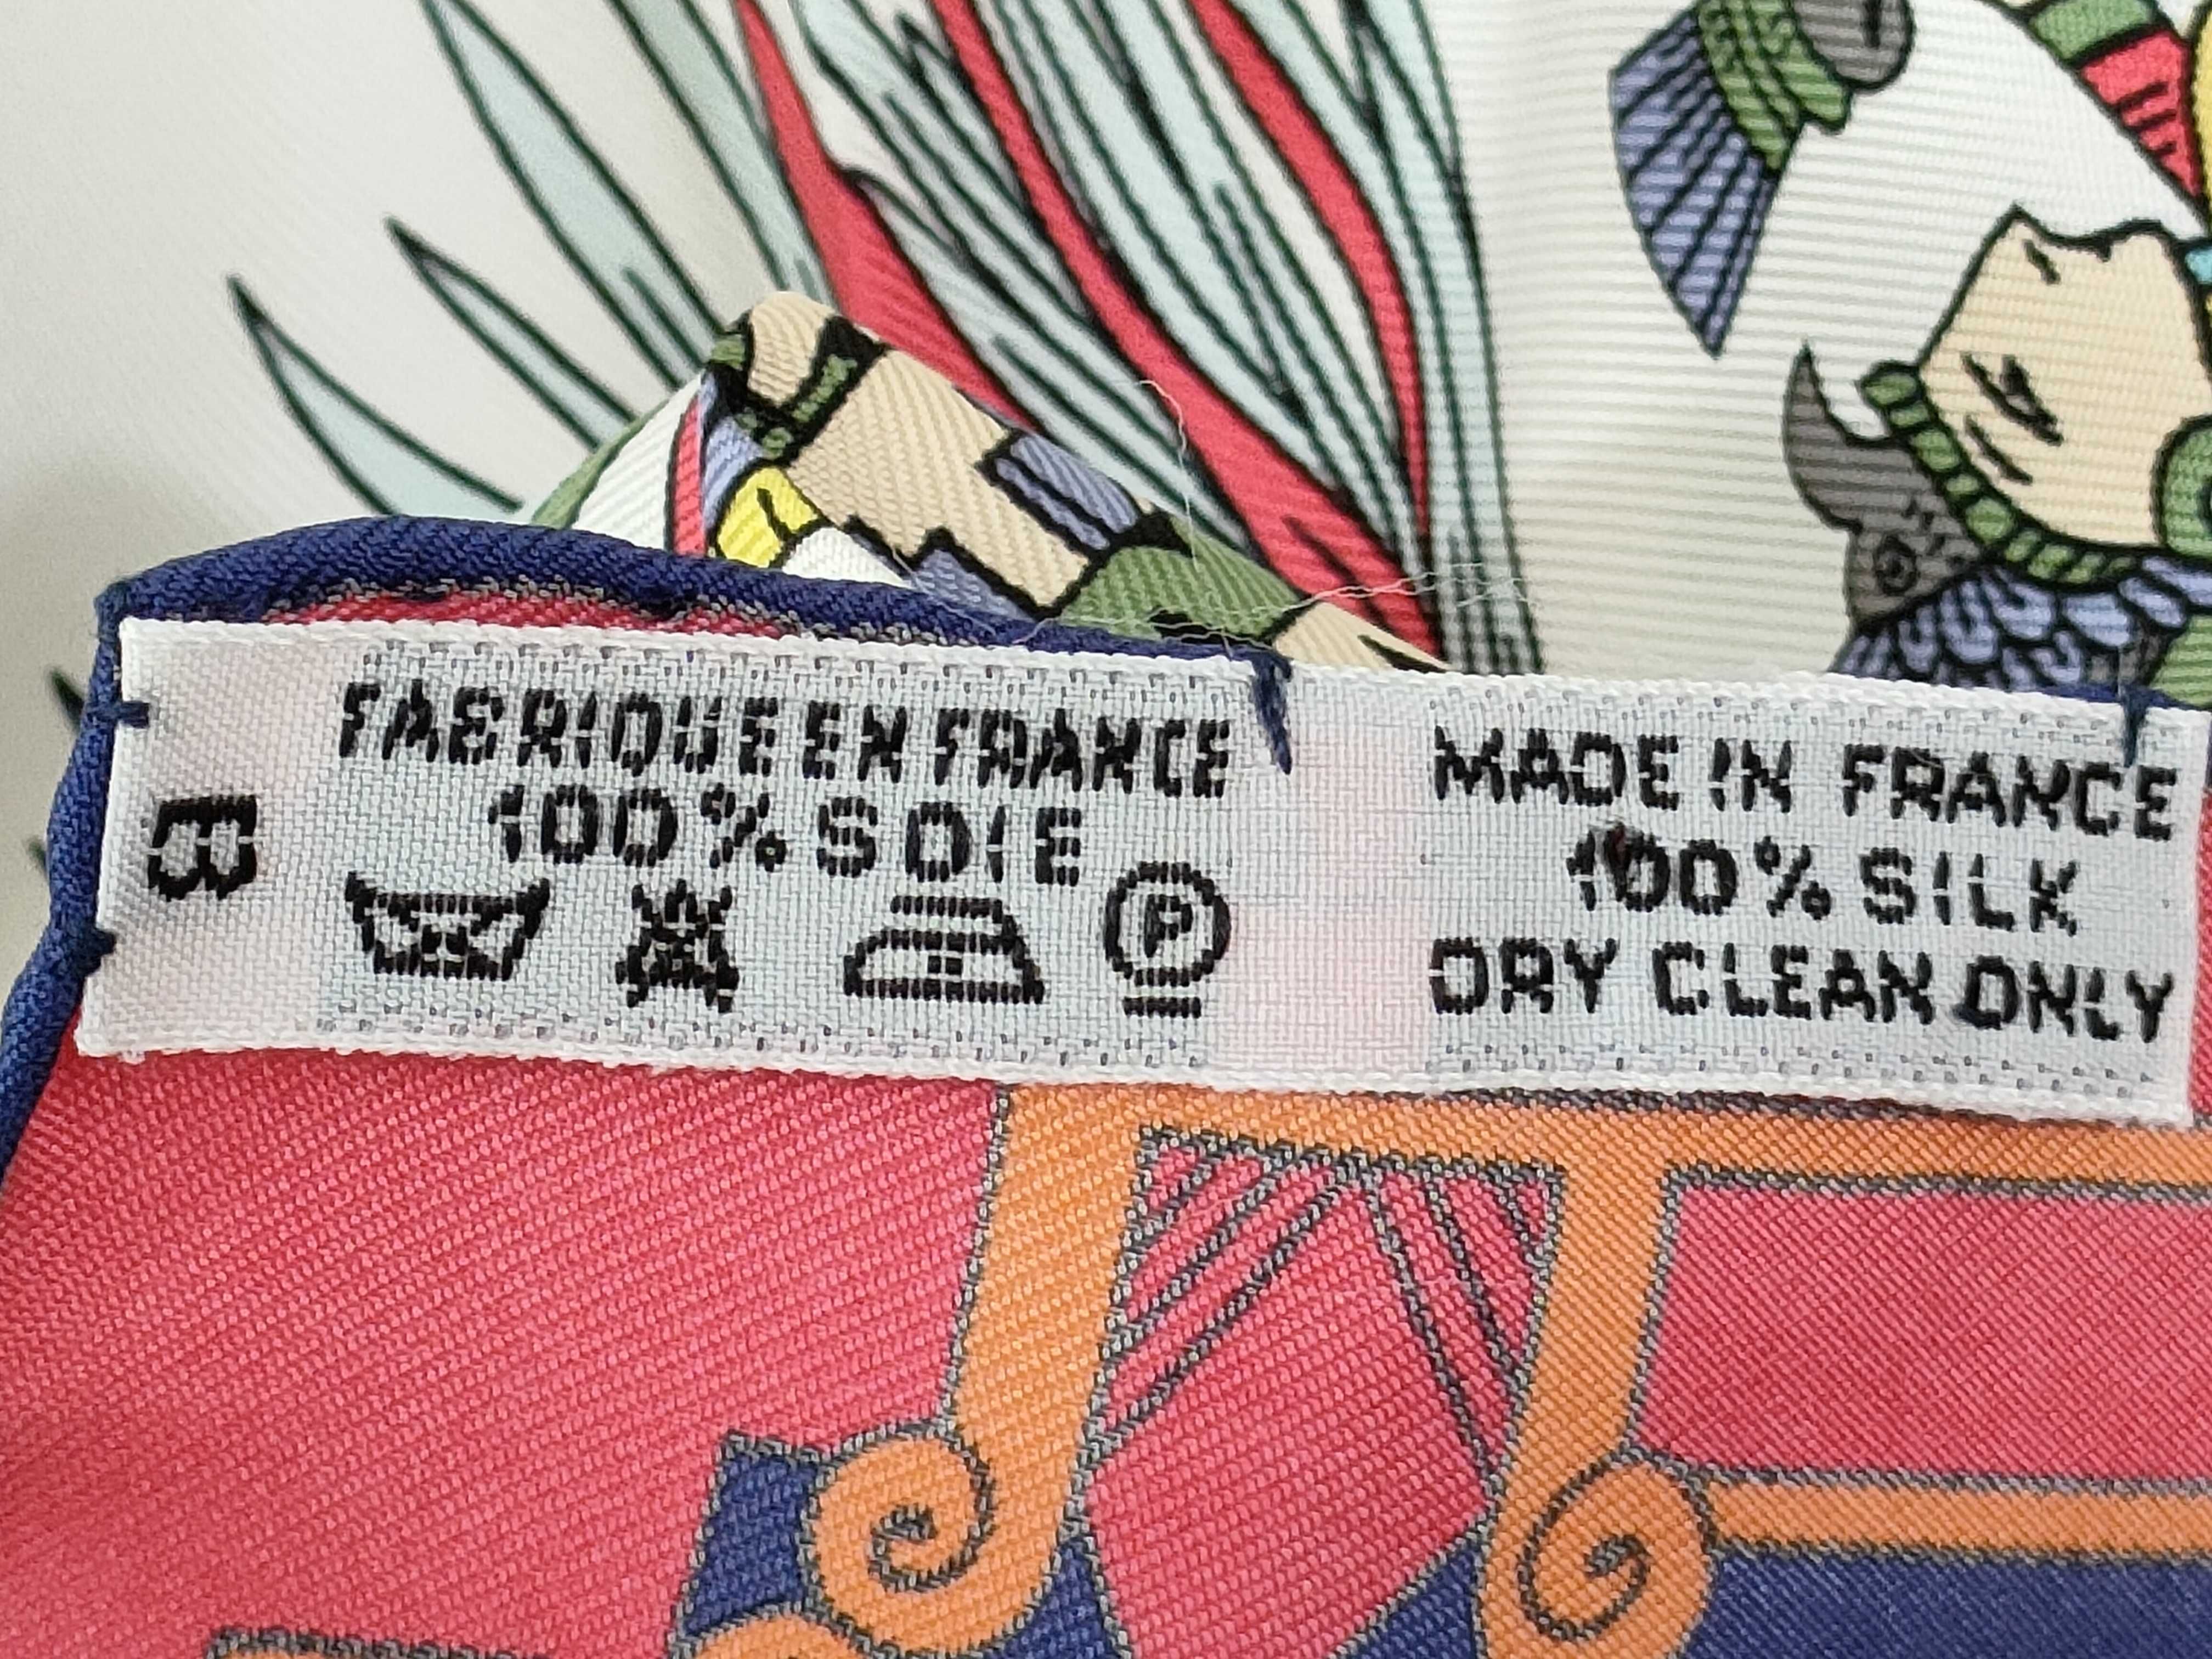 B
FABRIQUE EN FRANCE
100% SOIE
P
MADE IN FRANCE
100% SILK
DRY CLEAN ONLY